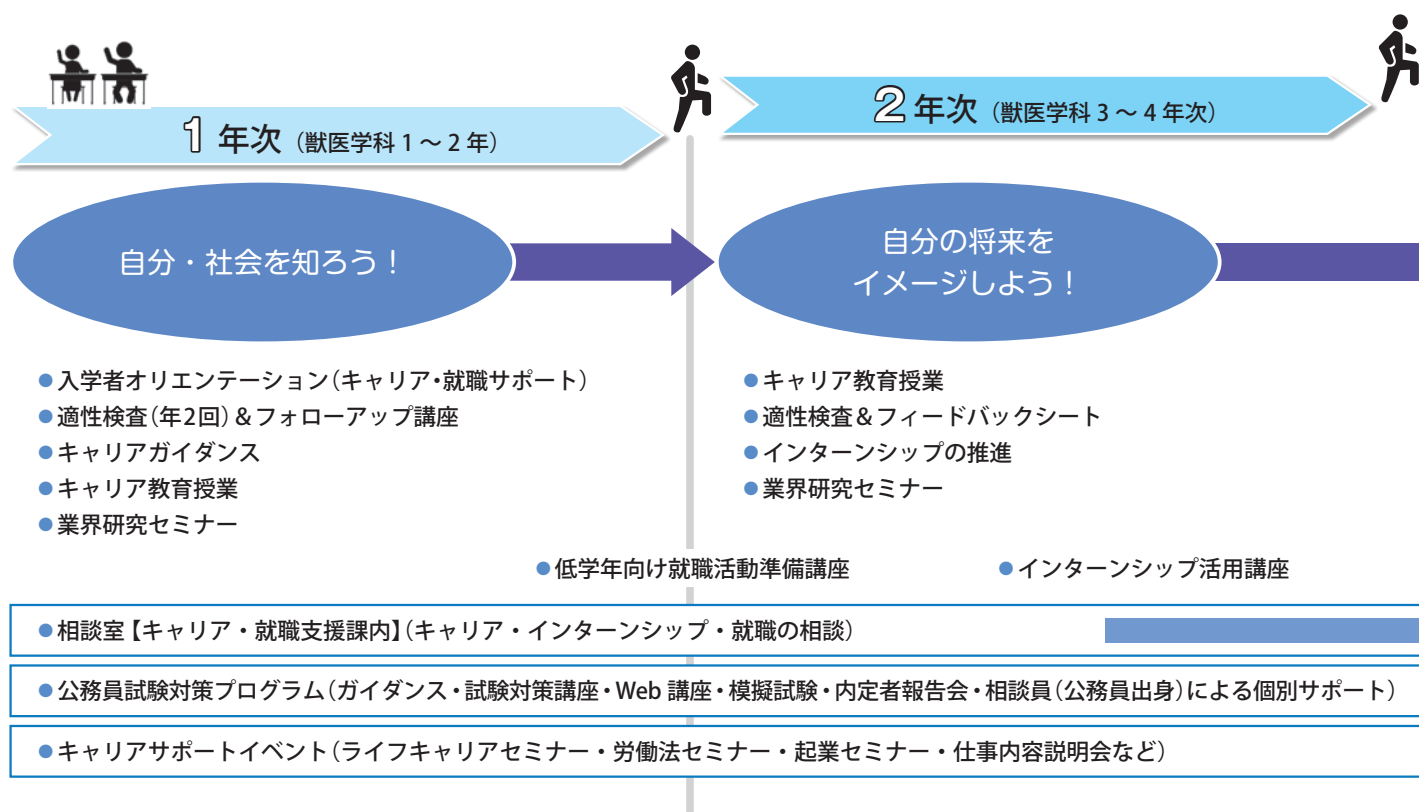 1 年次（獣医学科 1 ～ 2 年）
2 年次（獣医学科 3 ～ 4 年次）
自分・社会を知ろう！
自分の将来を
イメージしよう！
●入学者オリエンテーション（キャリア・就職サポート）
●適性検査（年2回）＆フォローアップ講座
●キャリアガイダンス
●キャリア教育授業
●業界研究セミナー
●キャリア教育授業
●適性検査＆フィードバックシート
●インターンシップの推進
●業界研究セミナー
●低学年向け就職活動準備講座
●インターンシップ活用講座
●相談室【キャリア・就職支援課内】（キャリア・インターンシップ・就職の相談）
●公務員試験対策プログラム（ガイダンス・試験対策講座・Web 講座・模擬試験・内定者報告会・相談員（公務員出身）による個別サポート）
●キャリアサポートイベント（ライフキャリアセミナー・労働法セミナー・起業セミナー・仕事内容説明会など）